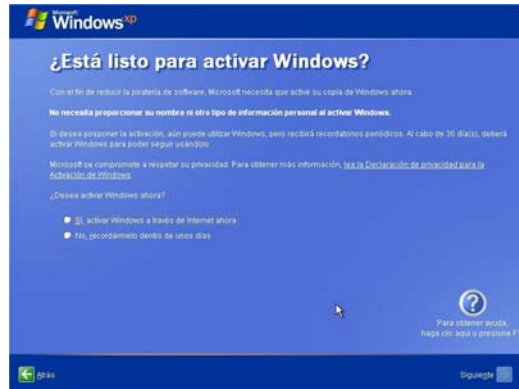 Microsoft
Windows xp
¿Está listo para activar Windows?
Con el fin de reducir la piratería de software, Microsoft necesita que active su copia de Windows ahora.
No necesita proporcionar su nombre ni otro tipo de información personal al activar Windows.
Si desea posponer la activación, aún puede utilizar Windows, pero recibirá recordatorios periódicos. Al cabo de 30 día(s), deberá
activar Windows para poder seguir usándolo.
Microsoft se compromete a respetar su privacidad. Para obtener más información, lea la Declaración de privacidad para la
Activación de Windows.
¿Desea activar Windows ahora?
Sí, activar Windows a través de Internet ahora
No, recordármelo dentro de unos días
Para obtener ayuda,
haga clic aquí o presione F
Atrás
Siguiente